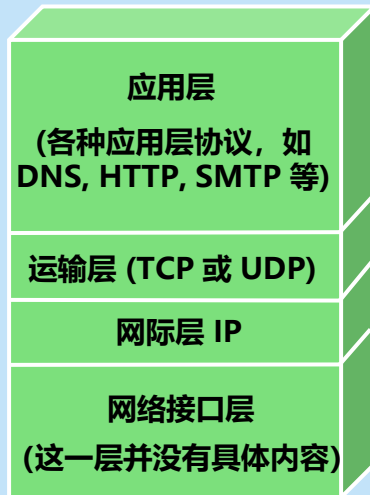 应用层
(各种应用层协议，如
DNS, HTTP, SMTP 等)
运输层 (TCP 或 UDP)
网际层 IP
网络接口层
(这一层并没有具体内容)